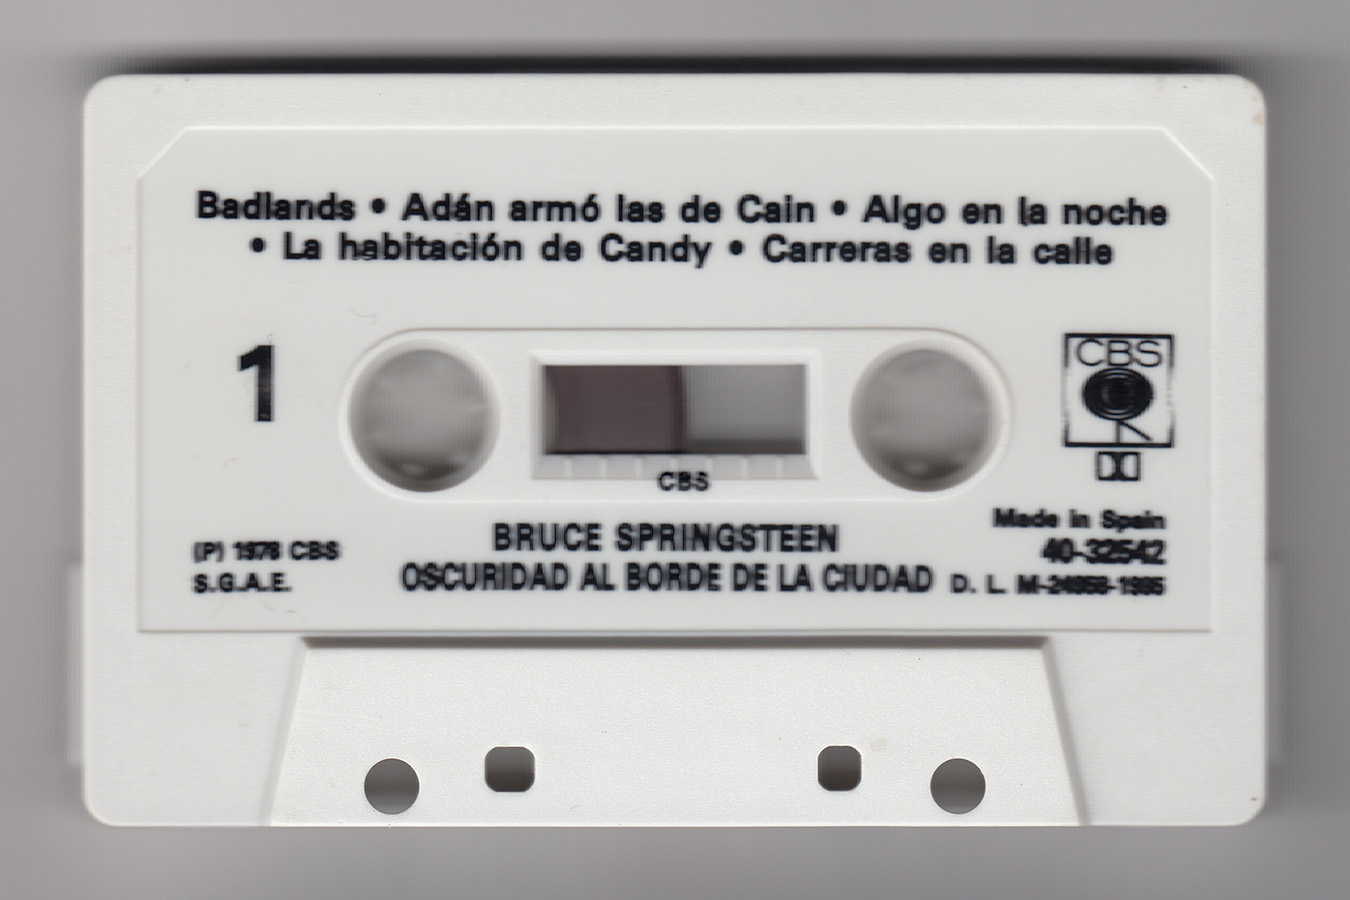 Badlands • Adán armó las de Cain • Algo en la noche
• La habitación de Candy • Carreras en la calle
1
CBS
CBS
BRUCE SPRINGSTEEN
OSCURIDAD AL BORDE DE LA CIUDAD
(P) 1978 CBS
S.G.A.E.
Made in Spain
40-32542
D. L. M-24958-1985